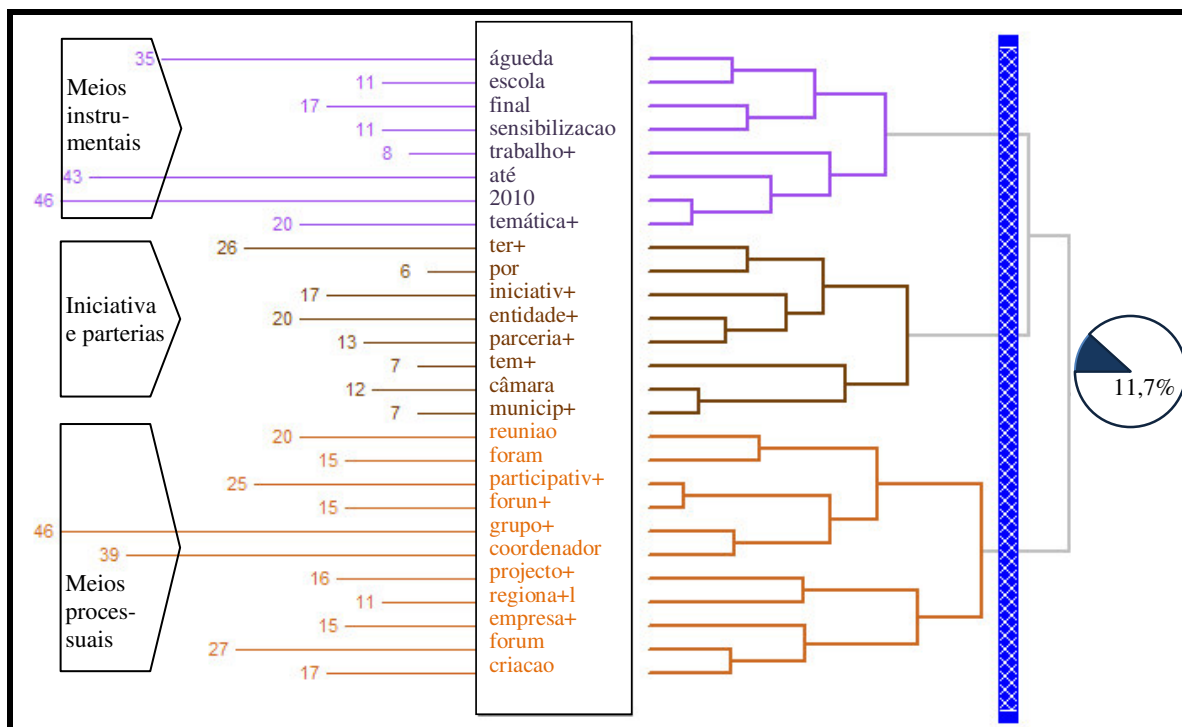 Meios
instru-
mentais
35 águeda
11 escola
17 final
11 sensibilizacao
8 trabalho+
43 até
46 2010
20 temática+
Iniciativa
e parterias
26 ter+
6 por
17 iniciativ+
20 entidade+
13 parceria+
7 tem+
12 câmara
7 municip+
11,7%
Meios
proces-
suais
20 reuniao
15 foram
25 participativ+
15 forun+
46 grupo+
39 coordenador
16 projecto+
11 regiona+l
15 empresa+
27 forum
17 criacao